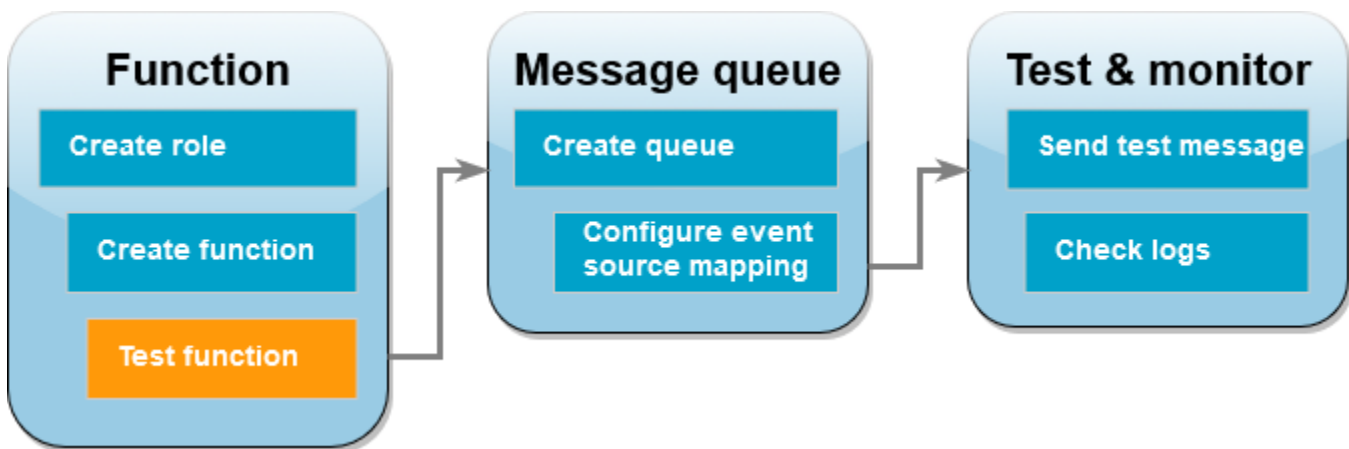 Function
Create role
Create function
Test function
Message queue
Create queue
Configure event
source mapping
Test & monitor
Send test message
Check logs